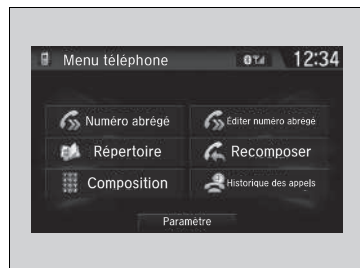 Menu téléphone 12:34
Numéro abrégé Éditer numéro abrégé
Répertoire Recomposer
Composition Historique des appels
Paramètre